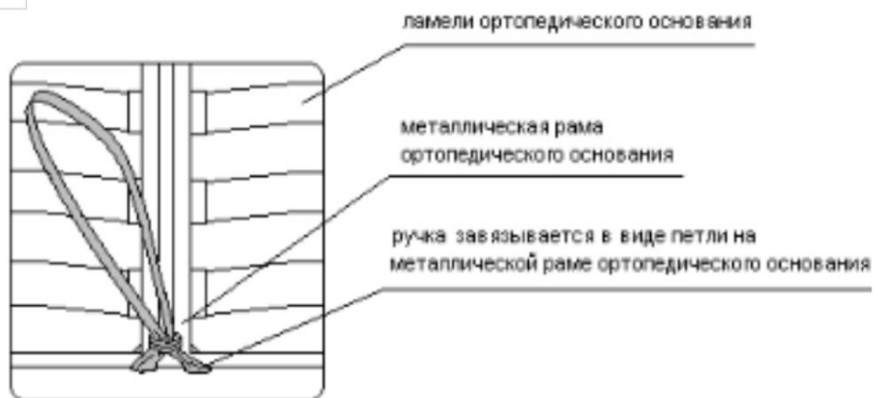 ламели ортопедического основания
металлическая рама
ортопедического основания
ручка завязывается в виде петли на
металлической раме ортопедического основания